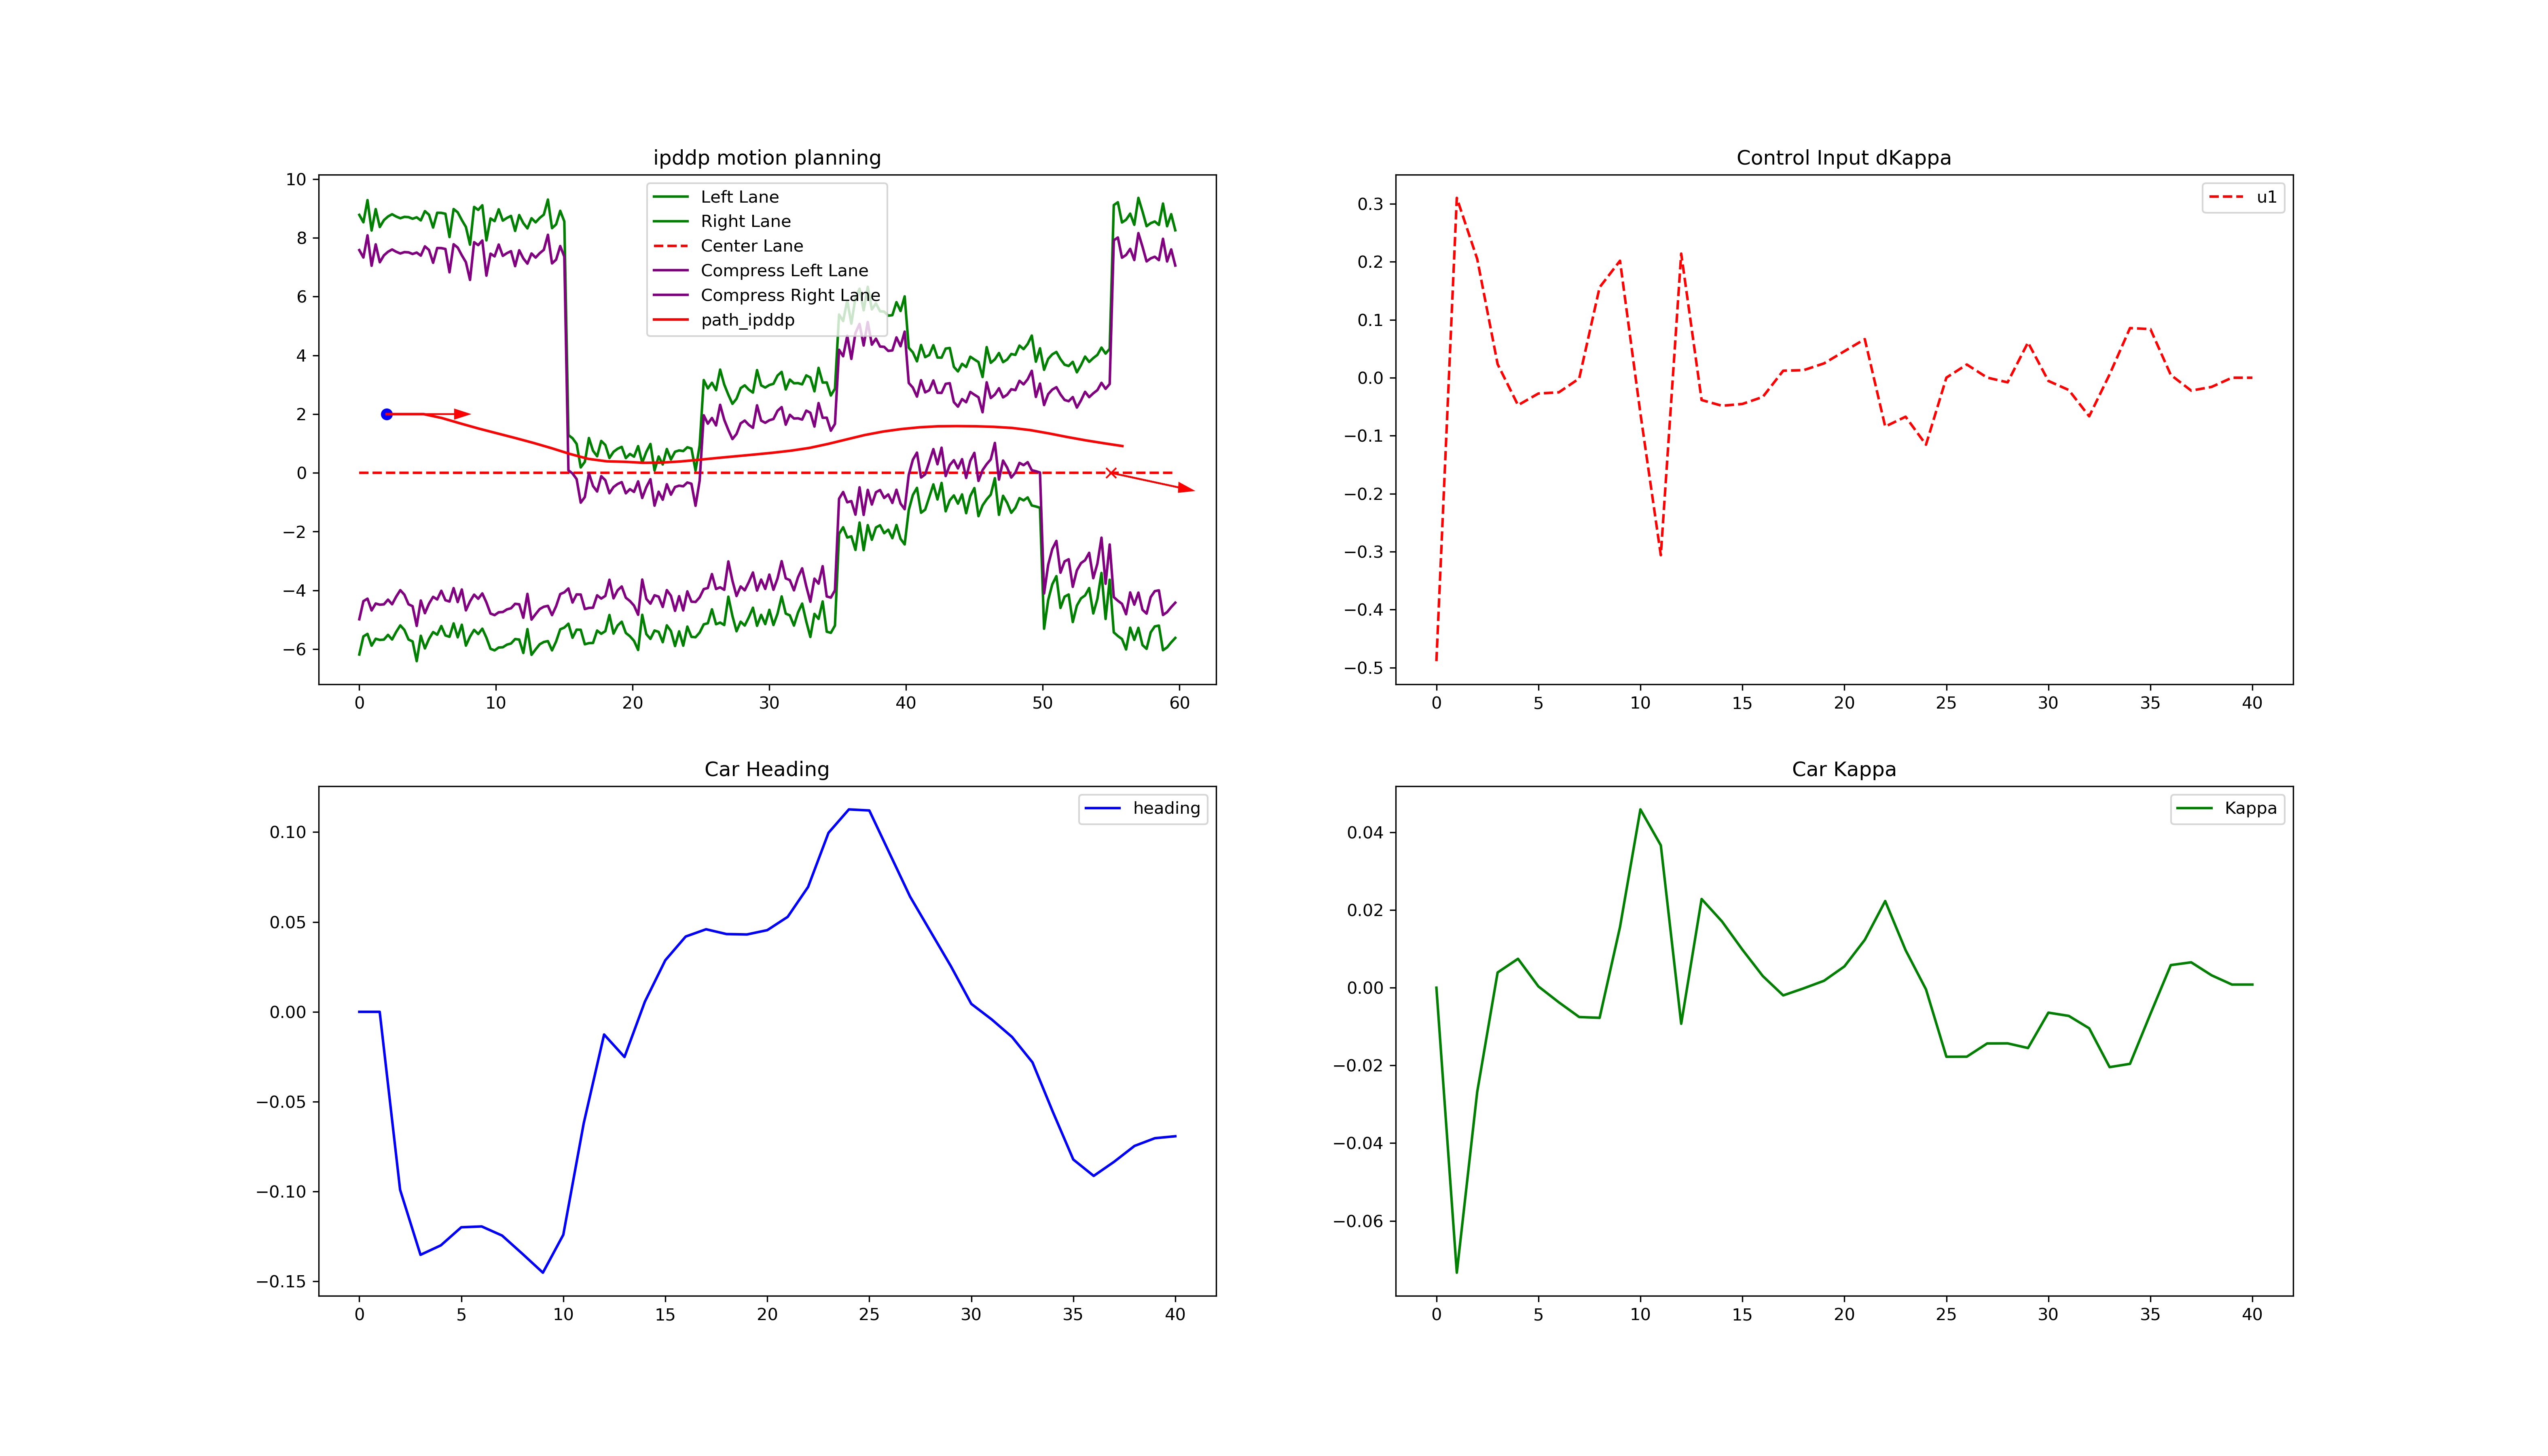 ipddp motion planning
10
8
6
4
2
0
−2
−4
−6
Left Lane
Right Lane
Center Lane
Compress Left Lane
Compress Right Lane
path_ipddp
0 10 20 30 40 50 60
Control Input dKappa
0.3
0.2
0.1
0.0
−0.1
−0.2
−0.3
−0.4
−0.5
u1
0 5 10 15 20 25 30 35 40
Car Heading
0.10
0.05
0.00
−0.05
−0.10
−0.15
heading
0 5 10 15 20 25 30 35 40
Car Kappa
0.04
0.02
0.00
−0.02
−0.04
−0.06
Kappa
0 5 10 15 20 25 30 35 40